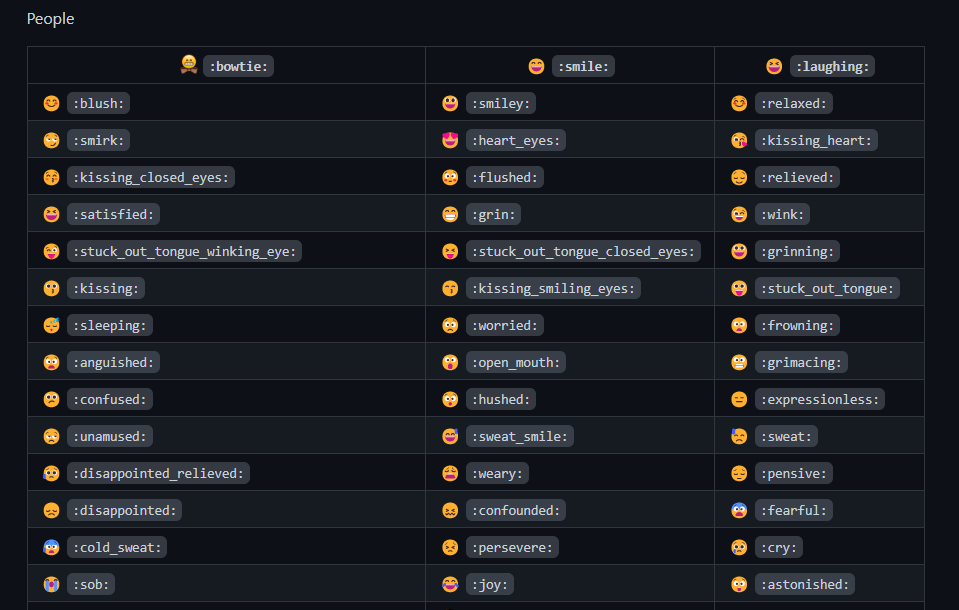 People
:bowtie: :smile: :laughing:
:blush: :smiley: :relaxed:
:smirk: :heart_eyes: :kissing_heart:
:kissing_closed_eyes: :flushed: :relieved:
:satisfied: :grin: :wink:
:stuck_out_tongue_winking_eye: :stuck_out_tongue_closed_eyes: :grinning:
:kissing: :kissing_smiling_eyes: :stuck_out_tongue:
:sleeping: :worried: :frowning:
:anguished: :open_mouth: :grimacing:
:confused: :hushed: :expressionless:
:unamused: :sweat_smile: :sweat:
:disappointed_relieved: :weary: :pensive:
:disappointed: :confounded: :fearful:
:cold_sweat: :persevere: :cry:
:sob: :joy: :astonished: